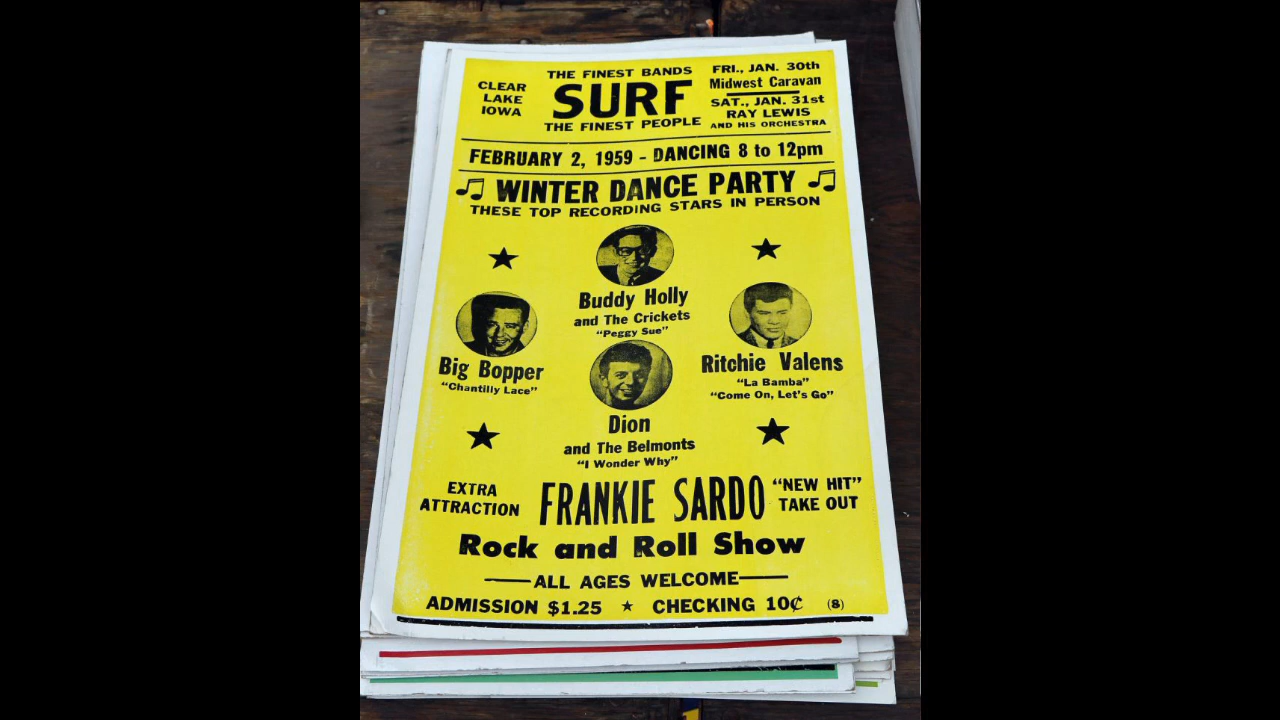 CLEAR
LAKE
IOWA
THE FINEST BANDS
SURF
THE FINEST PEOPLE
FRI., JAN. 30th
Midwest Caravan
SAT., JAN. 31st
RAY LEWIS
AND HIS ORCHESTRA
FEBRUARY 2, 1959 - DANCING 8 to 12pm
WINTER DANCE PARTY
THESE TOP RECORDING STARS IN PERSON
Buddy Holly
and The Crickets
"Peggy Sue"
Big Bopper
"Chantilly Lace"
Ritchie Valens
"La Bamba"
"Come On, Let's Go"
Dion
and The Belmonts
"I Wonder Why"
EXTRA
ATTRACTION
FRANKIE SARDO
"NEW HIT"
TAKE OUT
Rock and Roll Show
ALL AGES WELCOME
ADMISSION $1.25 ★ CHECKING 10¢ (8)